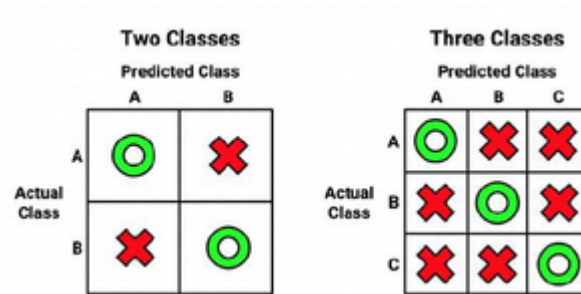 Two Classes
Predicted Class
A B
A
Actual
Class
B
Three Classes
Predicted Class
A B C
A
Actual
Class
B
C